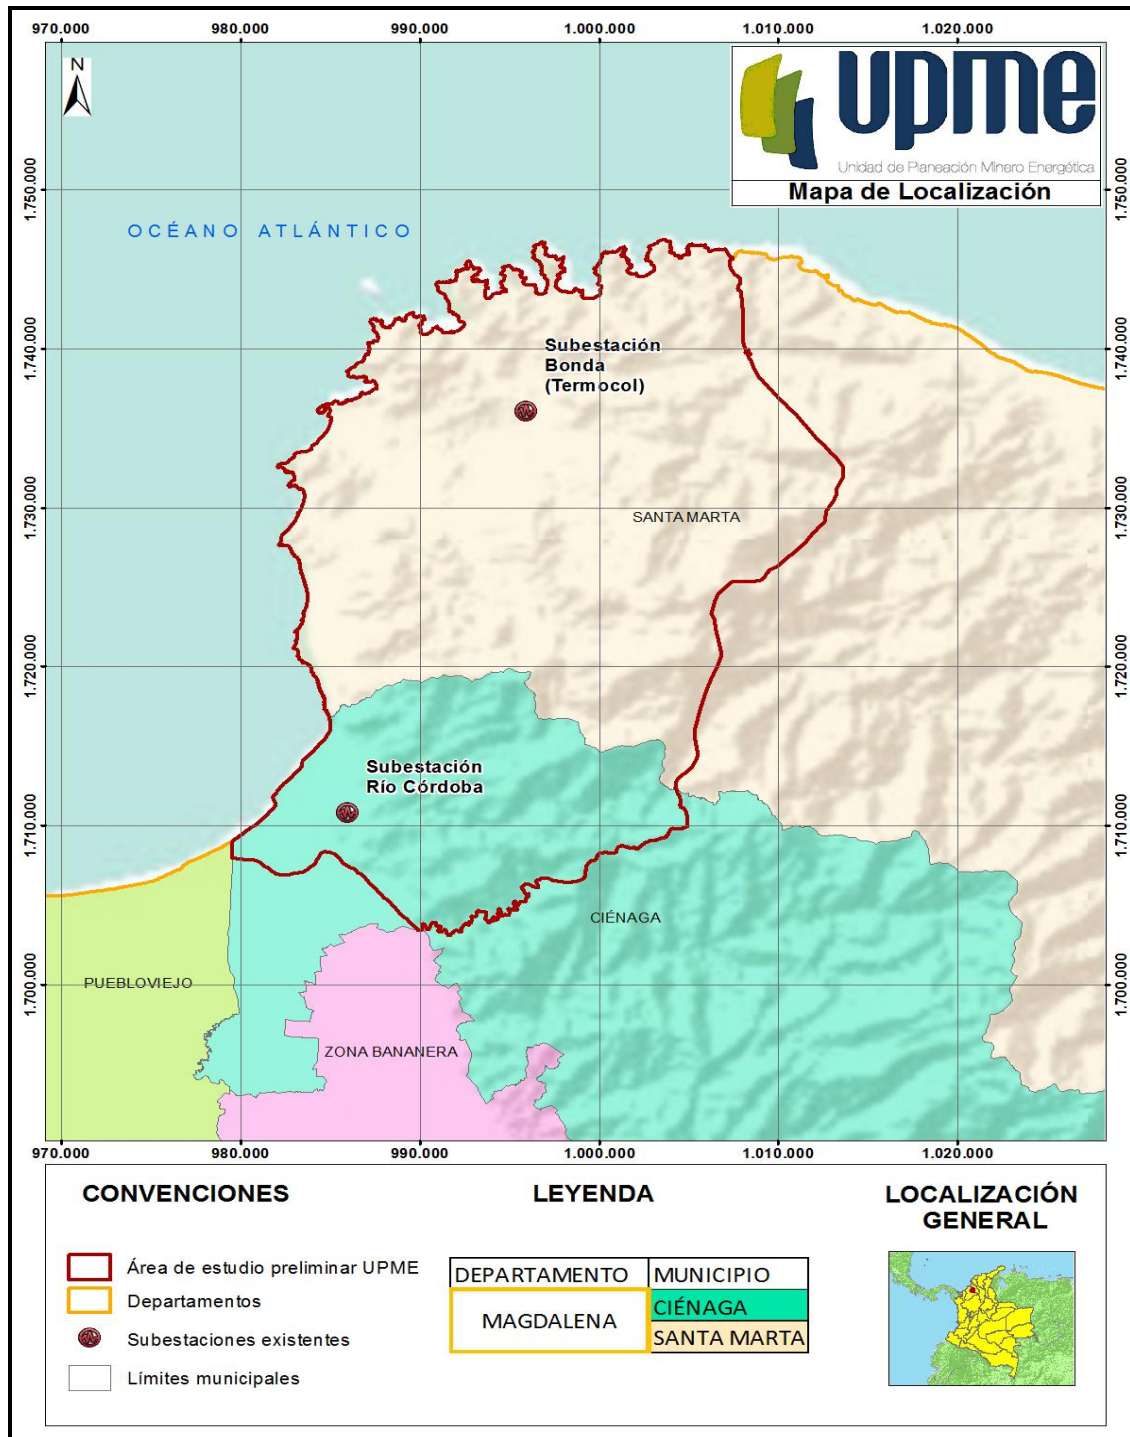 970.000 980.000 990.000 1.000.000 1.010.000 1.020.000
N
upme
Unidad de Planeación Minero Energética
Mapa de Localización
1.750.000
1.750.000
OCÉANO ATLÁNTICO
1.740.000
1.740.000
Subestación
Bonda
(Termocol)
1.730.000
1.730.000
SANTA MARTA
1.720.000
1.720.000
Subestación
Río Córdoba
1.710.000
1.710.000
CIÉNAGA
PUEBLOVIEJO
1.700.000
1.700.000
ZONA BANANERA
970.000 980.000 990.000 1.000.000 1.010.000 1.020.000
CONVENCIONES
Área de estudio preliminar UPME
Departamentos
Subestaciones existentes
Límites municipales
LEYENDA
DEPARTAMENTO MUNICIPIO
MAGDALENA
CIÉNAGA
SANTA MARTA
LOCALIZACIÓN
GENERAL